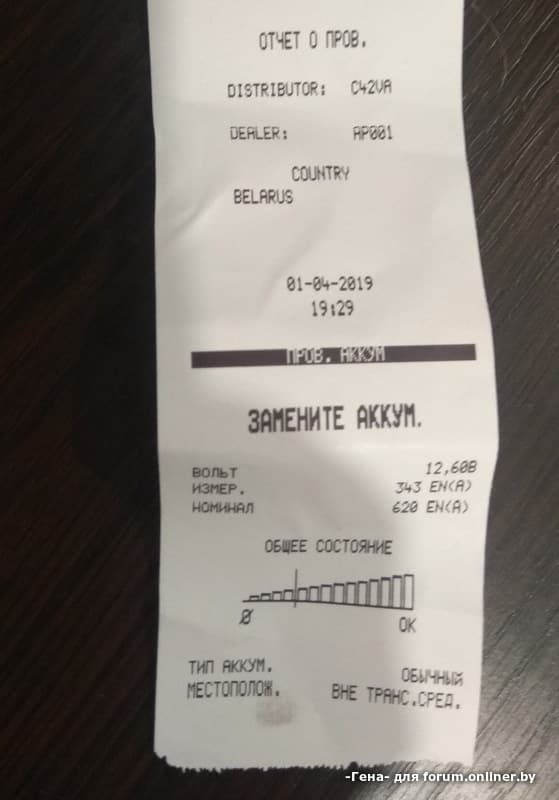 ОТЧЕТ О ПРОВ.
DISTRIBUTOR: C42VA
DEALER: AP001
COUNTRY
BELARUS
01-04-2019
19:29
ПРОВ. АККУМ
ЗАМЕНИТЕ АККУМ.
ВОЛЬТ 12,60В
ИЗМЕР. 343 EN(A)
НОМИНАЛ 620 EN(A)
ОБЩЕЕ СОСТОЯНИЕ
0 OK
ТИП АККУМ. ОБЫЧНЫЙ
МЕСТОПОЛОЖ. ВНЕ ТРАНС.СРЕД.
-Гена- для forum.onliner.by